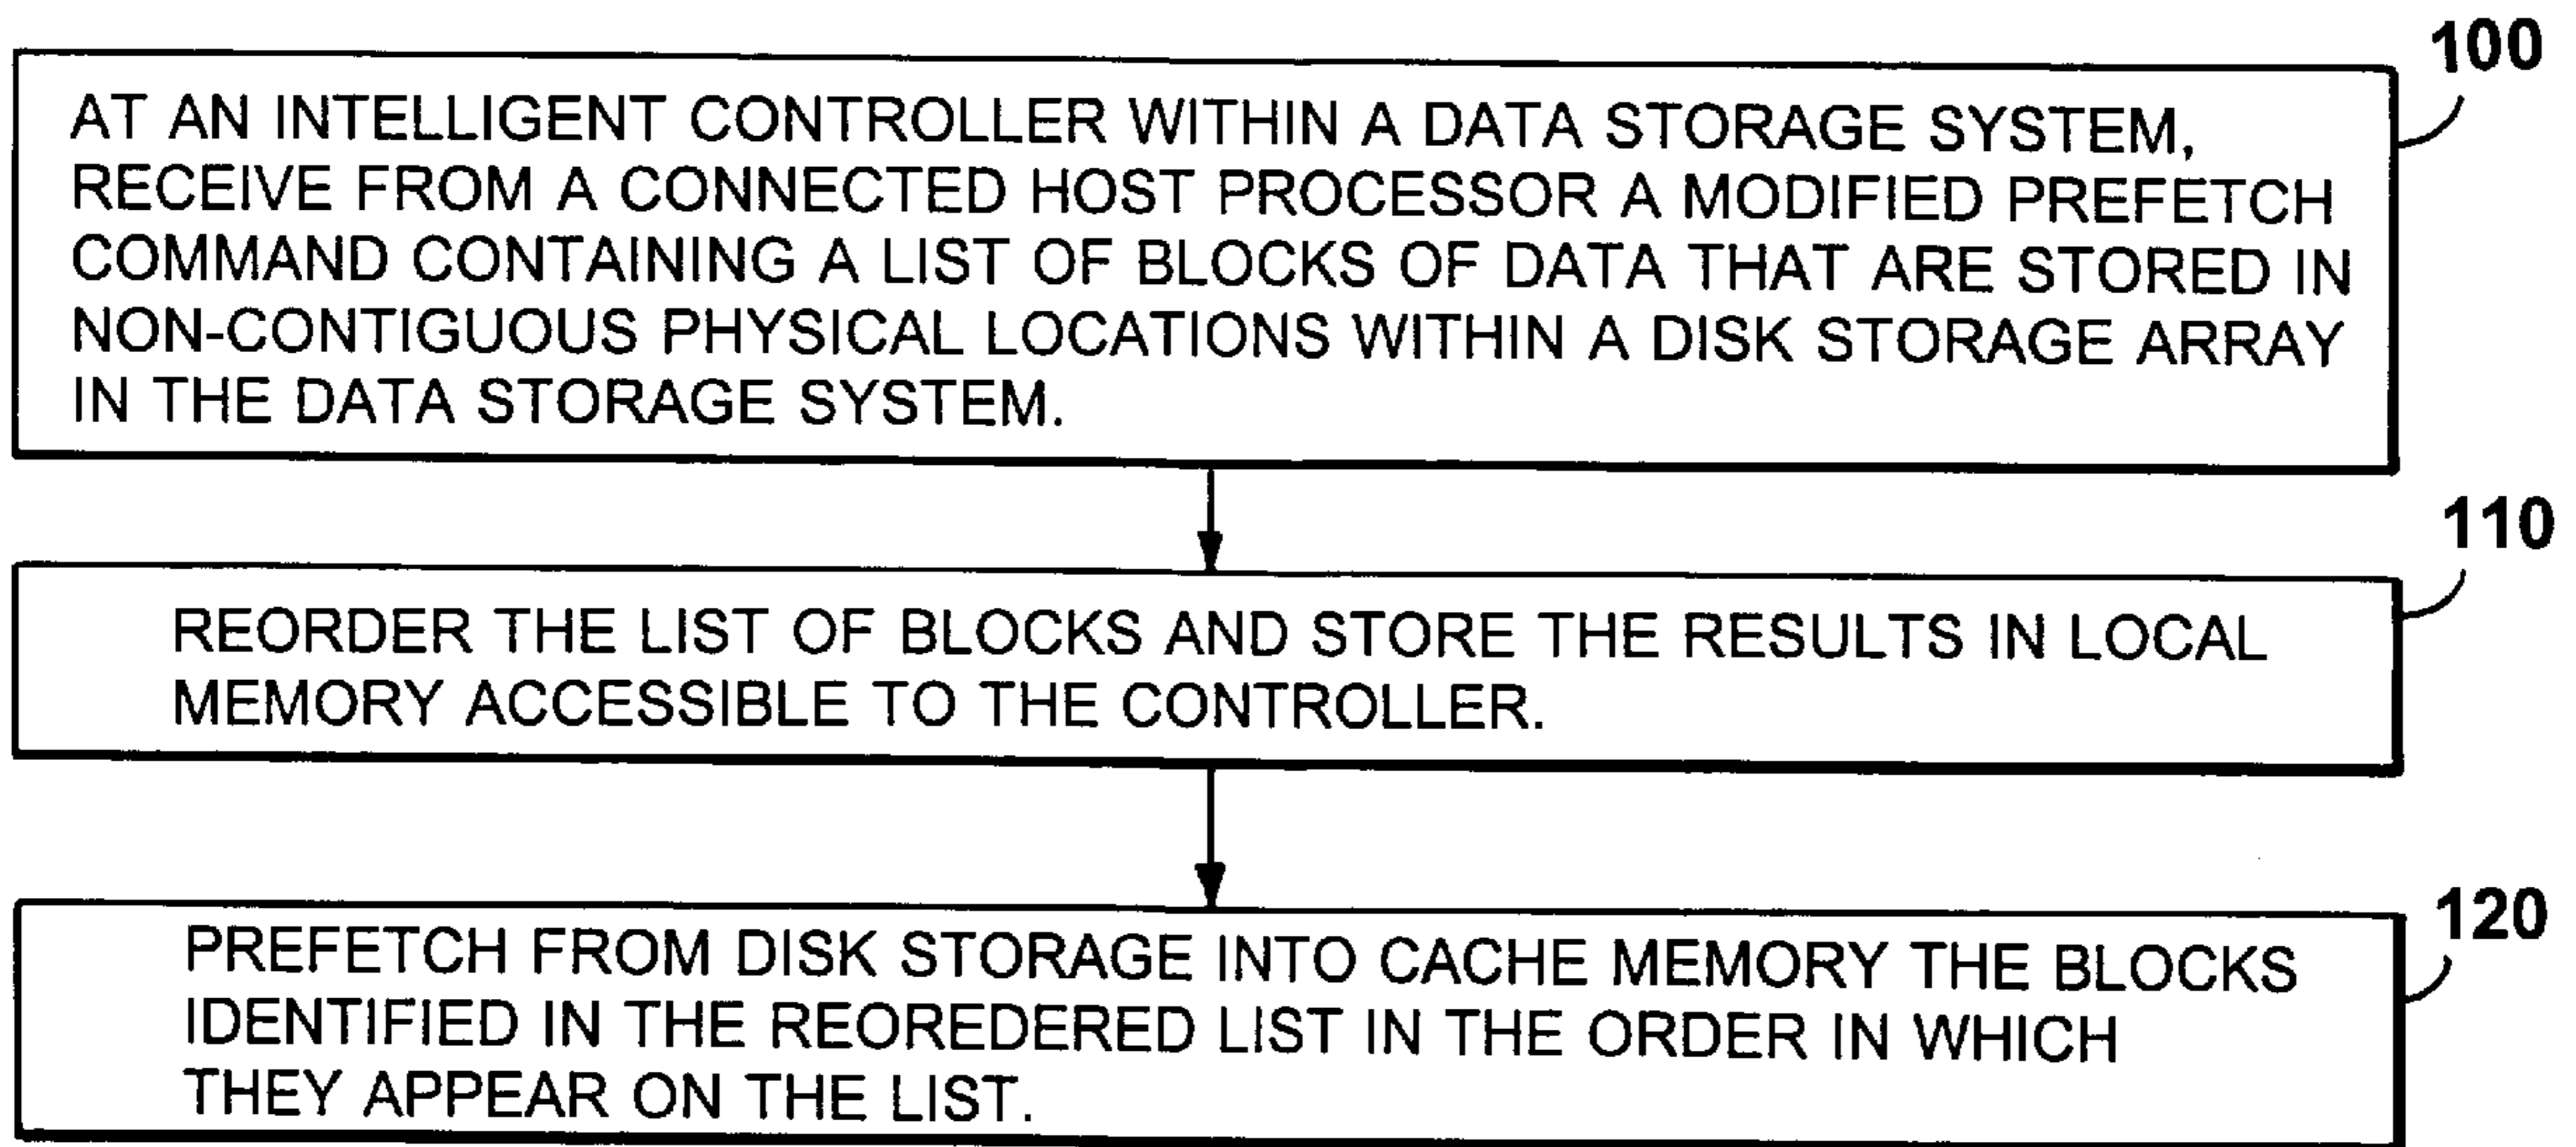 100
AT AN INTELLIGENT CONTROLLER WITHIN A DATA STORAGE SYSTEM,
RECEIVE FROM A CONNECTED HOST PROCESSOR A MODIFIED PREFETCH
COMMAND CONTAINING A LIST OF BLOCKS OF DATA THAT ARE STORED IN
NON-CONTIGUOUS PHYSICAL LOCATIONS WITHIN A DISK STORAGE ARRAY
IN THE DATA STORAGE SYSTEM.
110
REORDER THE LIST OF BLOCKS AND STORE THE RESULTS IN LOCAL
MEMORY ACCESSIBLE TO THE CONTROLLER.
120
PREFETCH FROM DISK STORAGE INTO CACHE MEMORY THE BLOCKS
IDENTIFIED IN THE REOREDERED LIST IN THE ORDER IN WHICH
THEY APPEAR ON THE LIST.